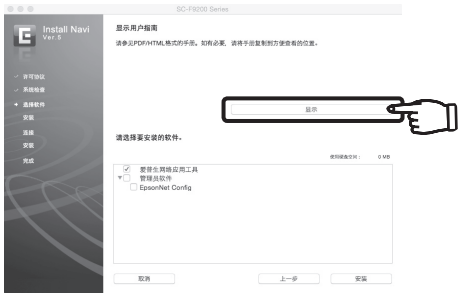 SC-F9200 Series
Install Navi
Ver.5
许可协议
系统检查
选择软件
安装
连接
安装
完成
显示用户指南
请参见PDF/HTML格式的手册。如有必要，请将手册复制到方便查看的位置。
显示
请选择要安装的软件。
使用磁盘空间： 0 MB
爱普生网络应用工具
管理员软件
EpsonNet Config
取消
上一步
安装